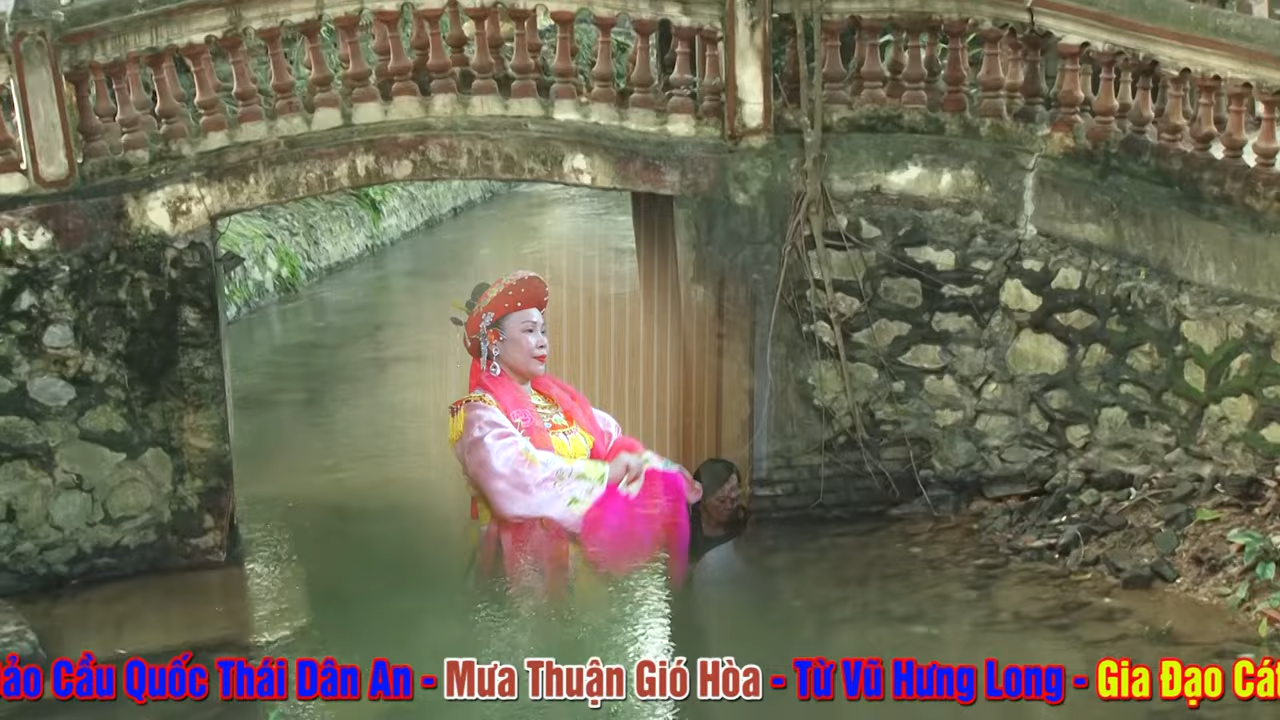 Cầu Quốc Thái Dân An - Mưa Thuận Gió Hòa - Từ Vũ Hưng Long - Gia Đạo